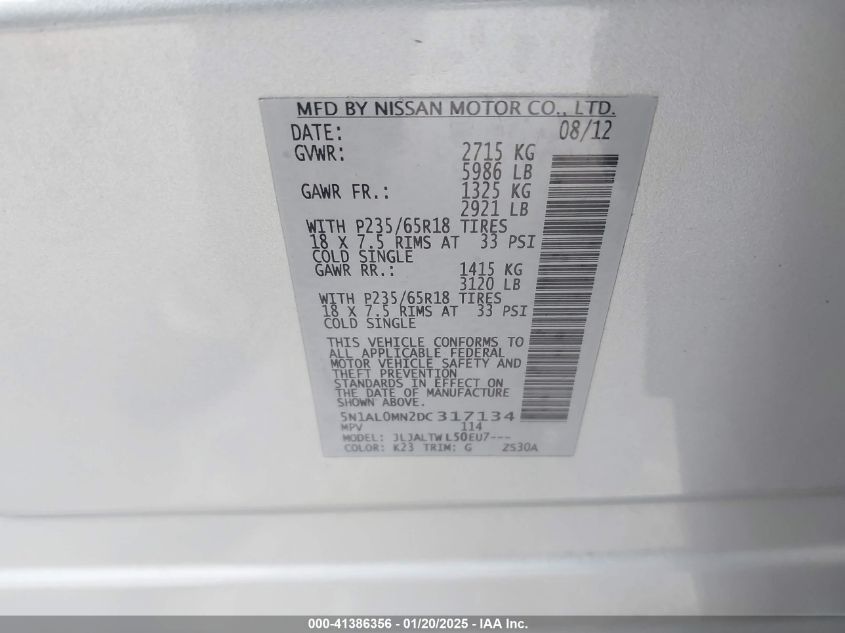 MFD BY NISSAN MOTOR CO., LTD.
DATE: 08/12
GVWR: 2715 KG
5986 LB
GAWR FR.: 1325 KG
2921 LB
WITH P235/65R18 TIRES
18 X 7.5 RIMS AT 33 PSI
COLD SINGLE
GAWR RR.: 1415 KG
3120 LB
WITH P235/65R18 TIRES
18 X 7.5 RIMS AT 33 PSI
COLD SINGLE
THIS VEHICLE CONFORMS TO
ALL APPLICABLE FEDERAL
MOTOR VEHICLE SAFETY AND
THEFT PREVENTION
STANDARDS IN EFFECT ON
THE DATE OF MANUFACTURE
SHOWN ABOVE.
5N1AL0MN2DC317134
MPV 114
MODEL: JLJALTWL50EU7---
COLOR: K23 TRIM: G ZS30A
000-41386356 - 01/20/2025 - IAA Inc.